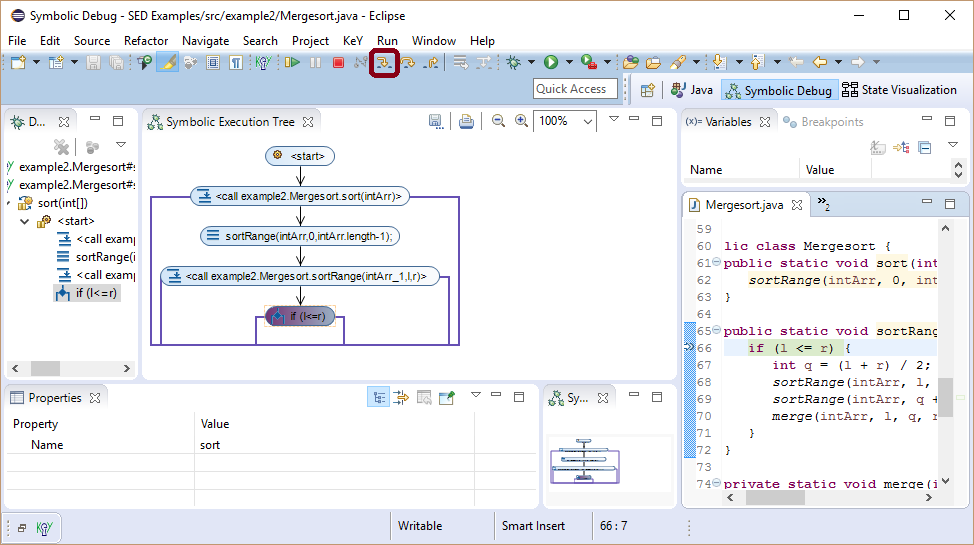 Symbolic Debug - SED Examples/src/example2/Mergesort.java - Eclipse
File Edit Source Refactor Navigate Search Project KeY Run Window Help
Quick Access
Java
Symbolic Debug
State Visualization
D...
example2.Mergesort#s
example2.Mergesort#s
sort(int[])
<start>
<call examp
sortRange(i
<call examp
if (l<=r)
Symbolic Execution Tree
100%
<start>
<call example2.Mergesort.sort(intArr)>
sortRange(intArr,0,intArr.length-1);
<call example2.Mergesort.sortRange(intArr_1,l,r)>
if (l<=r)
(x)= Variables
Breakpoints
Name Value
Mergesort.java
»2
59
60 lic class Mergesort {
61 public static void sort(int
62 sortRange(intArr, 0, int
63 }
64
65 public static void sortRang
66 if (l <= r) {
67 int q = (l + r) / 2;
68 sortRange(intArr, l,
69 sortRange(intArr, q +
70 merge(intArr, l, q, r
71 }
72 }
73
74 private static void merge(i
Properties
Property Value
Name sort
Sy...
KeY
Writable
Smart Insert
66 : 7